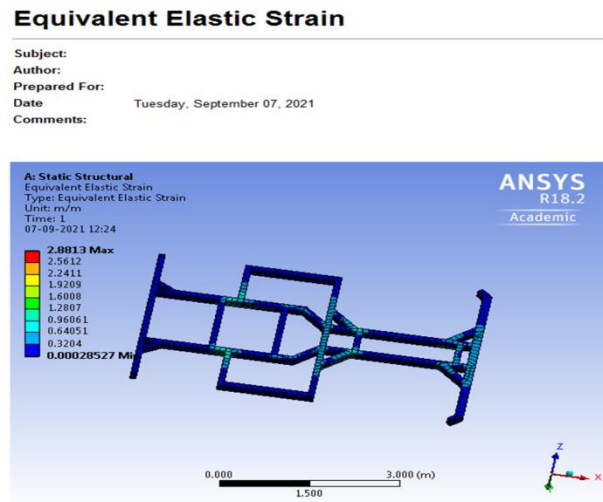 Equivalent Elastic Strain
Subject:
Author:
Prepared For:
Date Tuesday, September 07, 2021
Comments:
A: Static Structural
Equivalent Elastic Strain
Type: Equivalent Elastic Strain
Unit: m/m
Time: 1
07-09-2021 12:24
ANSYS
R18.2
Academic
2.8813 Max
2.5612
2.2411
1.9209
1.6008
1.2807
0.96061
0.64051
0.3204
0.00028527 Mi
0.000 3.000 (m)
1.500
Z
X